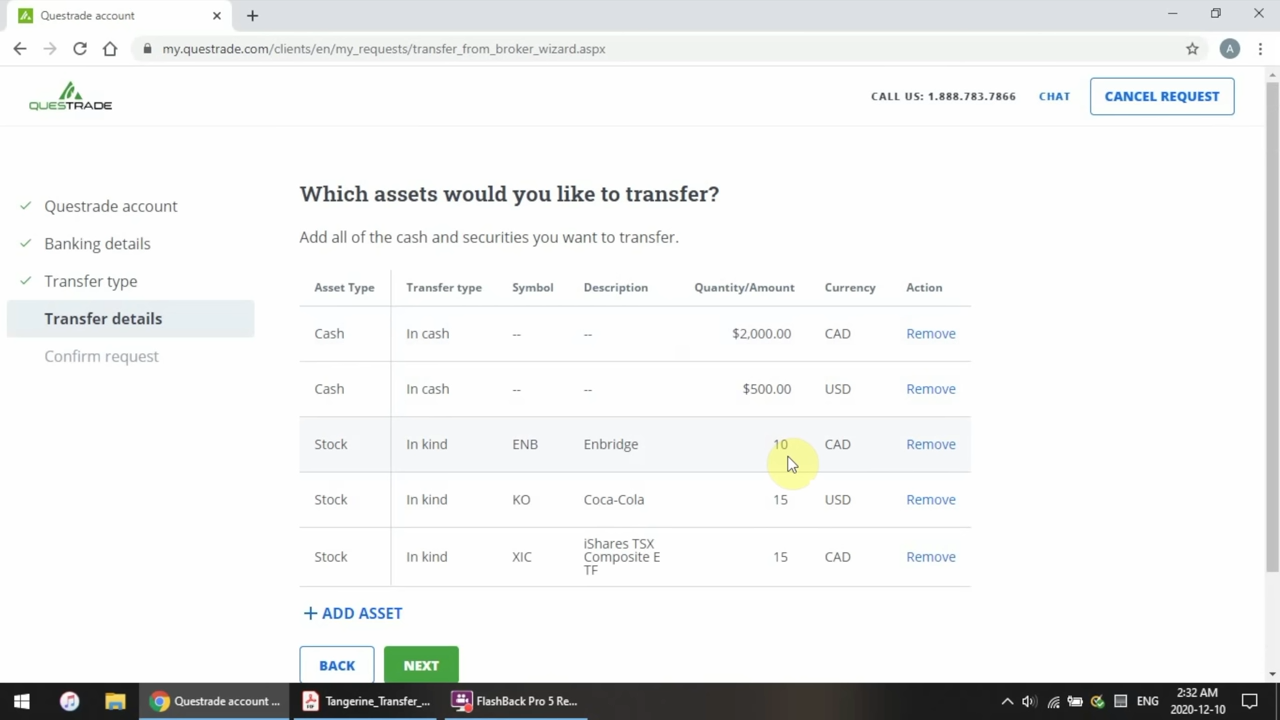 Questrade account
my.questrade.com/clients/en/my_requests/transfer_from_broker_wizard.aspx
A
QUESTRADE
CALL US: 1.888.783.7866
CHAT
CANCEL REQUEST
Questrade account
Banking details
Transfer type
Transfer details
Confirm request
Which assets would you like to transfer?
Add all of the cash and securities you want to transfer.
Asset Type Transfer type Symbol Description Quantity/Amount Currency Action
Cash In cash -- -- $2,000.00 CAD Remove
Cash In cash -- -- $500.00 USD Remove
Stock In kind ENB Enbridge 10 CAD Remove
Stock In kind KO Coca-Cola 15 USD Remove
iShares TSX
Stock In kind XIC Composite E 15 CAD Remove
TF
+ ADD ASSET
BACK
NEXT
Questrade account ...
Tangerine_Transfer_...
FlashBack Pro 5 Re...
ENG
2:32 AM
2020-12-10